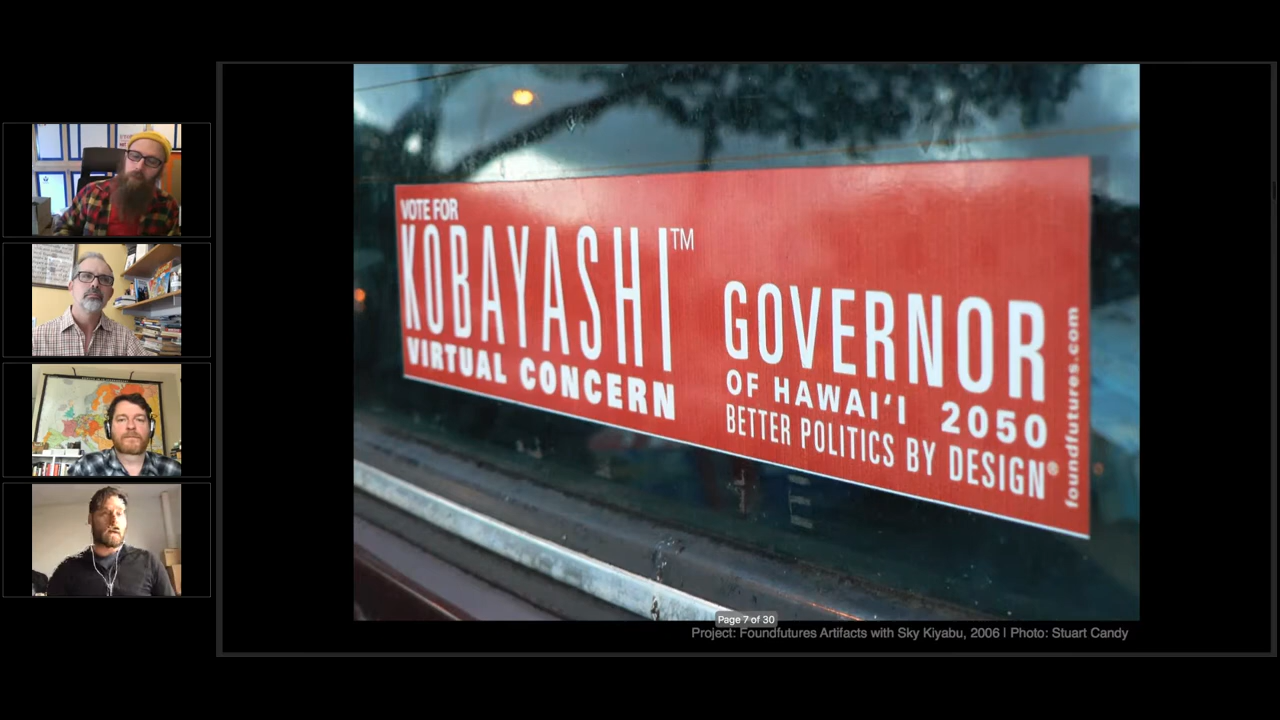 VOTE FOR
KOBAYASHI™
VIRTUAL CONCERN
GOVERNOR
OF HAWAIʻI 2050
BETTER POLITICS BY DESIGN®
foundfutures.com
Page 7 of 30
Project: Foundfutures Artifacts with Sky Kiyabu, 2006 | Photo: Stuart Candy